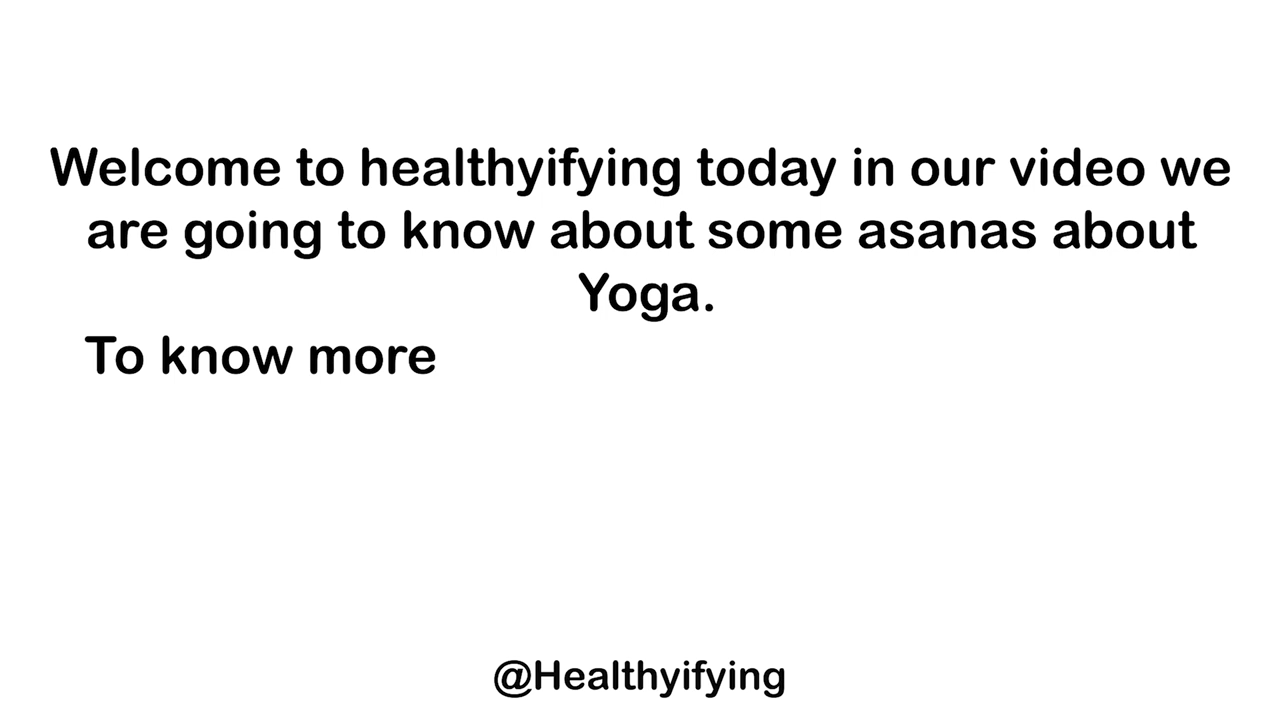 Welcome to healthyifying today in our video we
are going to know about some asanas about
Yoga.
To know more
@Healthyifying